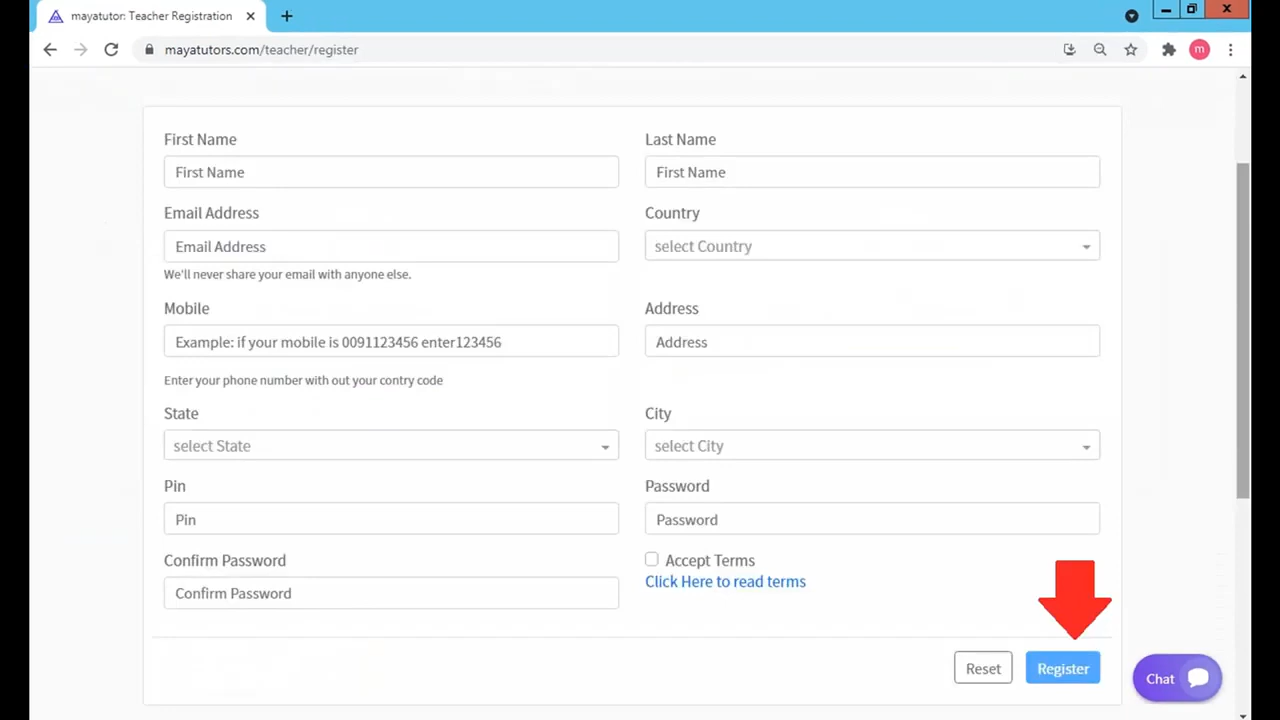 mayatutor: Teacher Registration
mayatutors.com/teacher/register
m
First Name
Last Name
First Name
First Name
Email Address
Country
Email Address
select Country
We'll never share your email with anyone else.
Mobile
Address
Example: if your mobile is 0091123456 enter123456
Address
Enter your phone number with out your contry code
State
City
select State
select City
Pin
Password
Pin
Password
Confirm Password
Accept Terms
Click Here to read terms
Confirm Password
Reset
Register
Chat